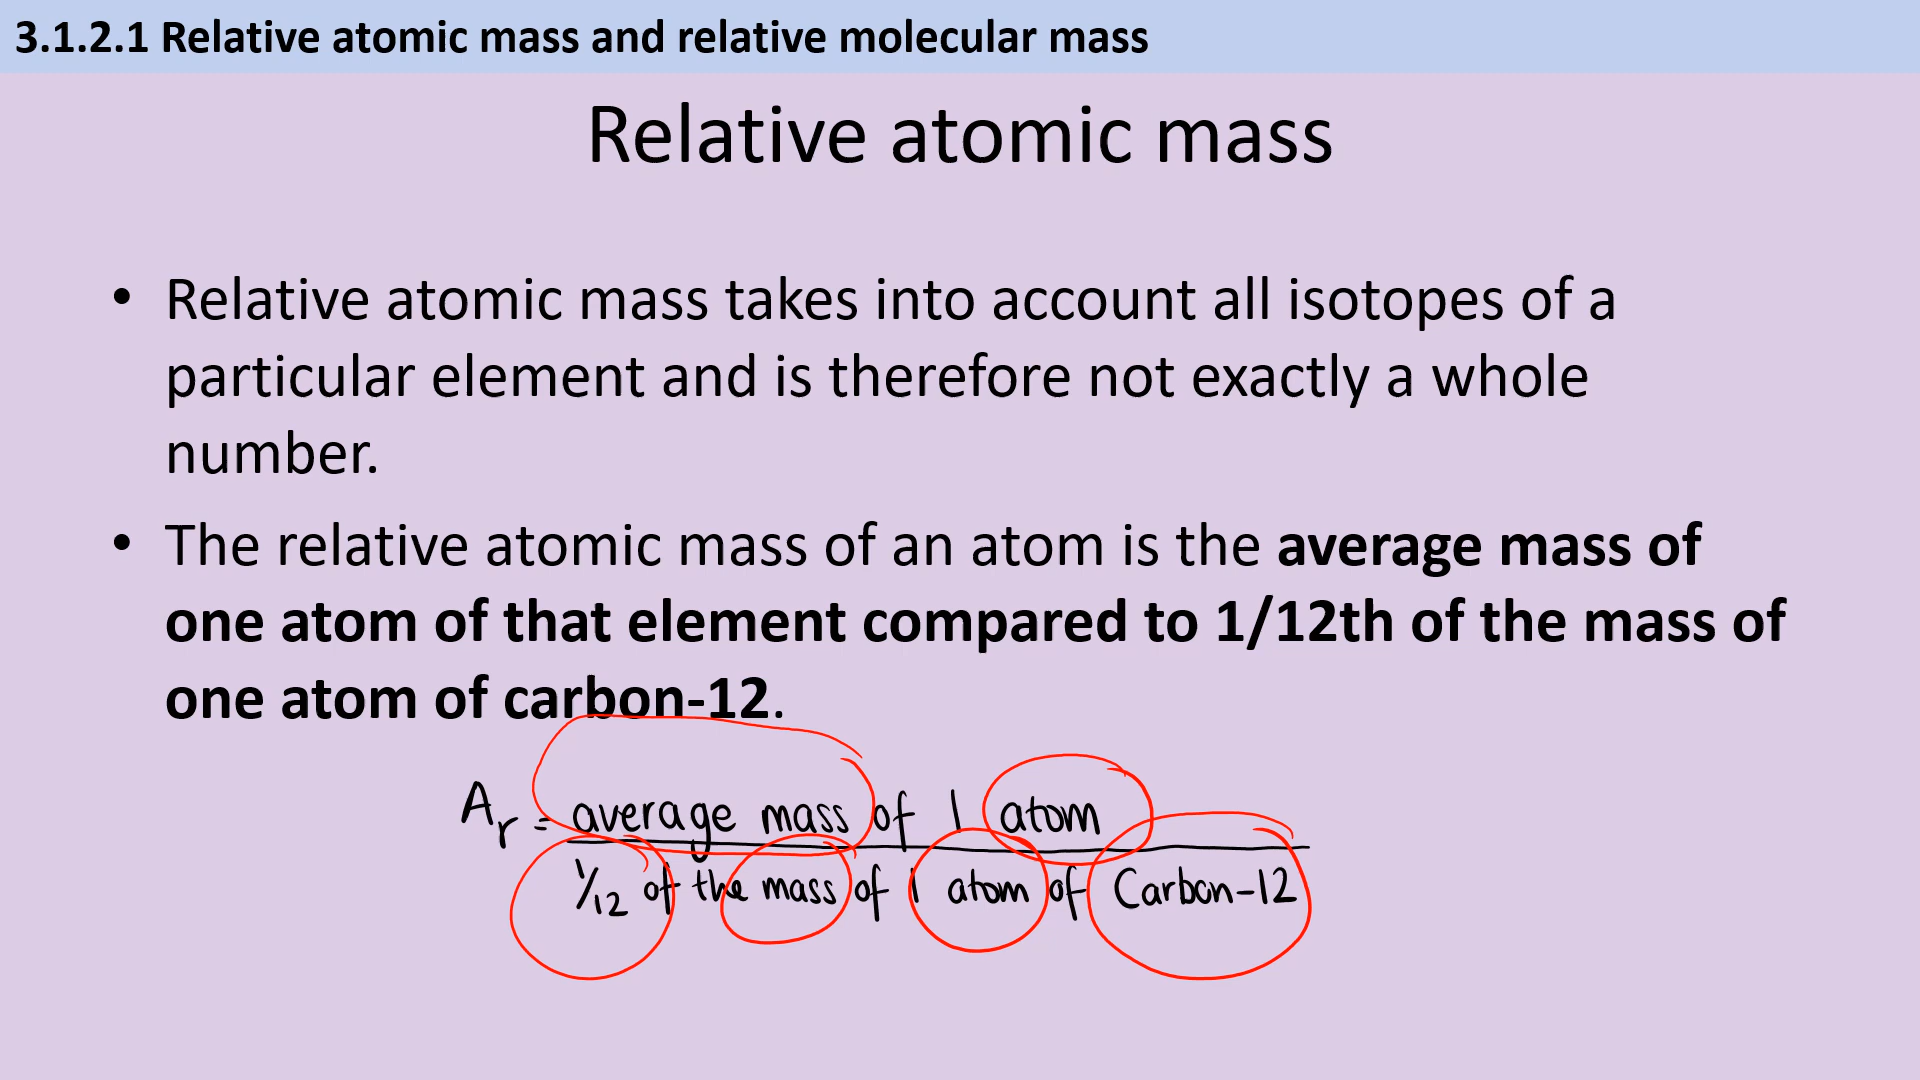 3.1.2.1 Relative atomic mass and relative molecular mass
Relative atomic mass
• Relative atomic mass takes into account all isotopes of a
particular element and is therefore not exactly a whole
number.
• The relative atomic mass of an atom is the average mass of
one atom of that element compared to 1/12th of the mass of
one atom of carbon-12.
Ar = average mass of 1 atom
1/12 of the mass of 1 atom of Carbon-12